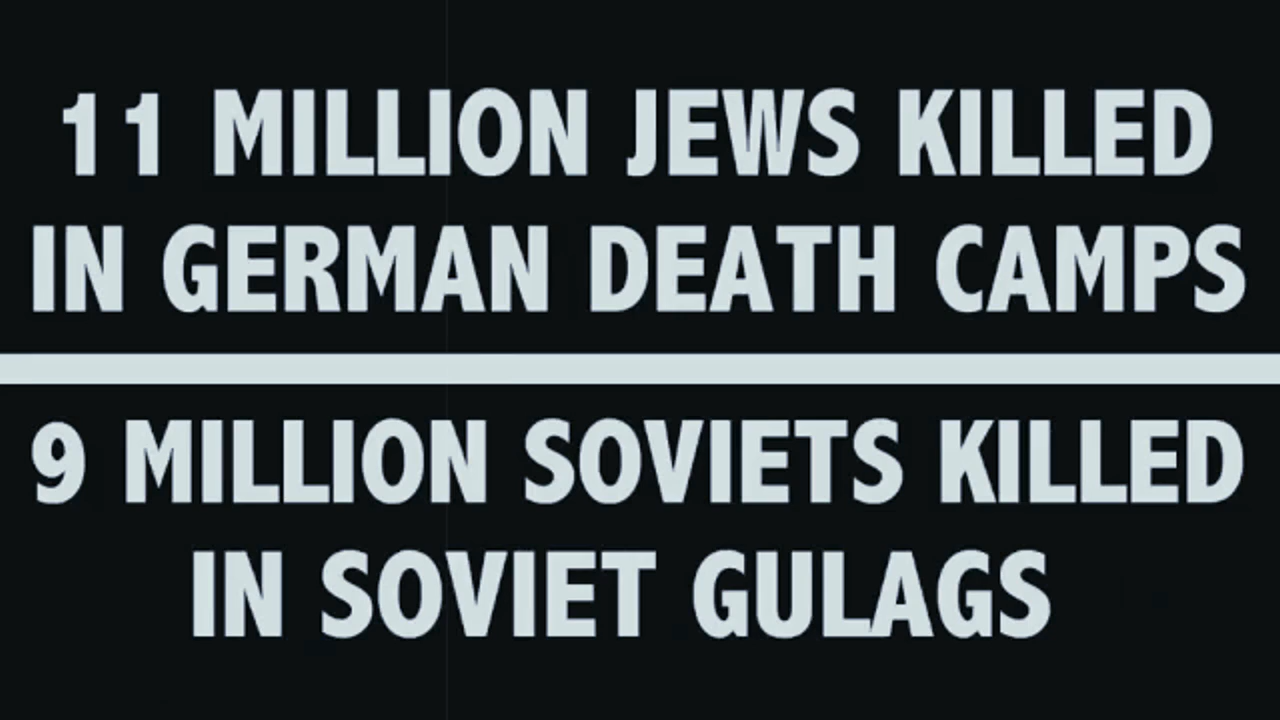 11 MILLION JEWS KILLED
IN GERMAN DEATH CAMPS
9 MILLION SOVIETS KILLED
IN SOVIET GULAGS